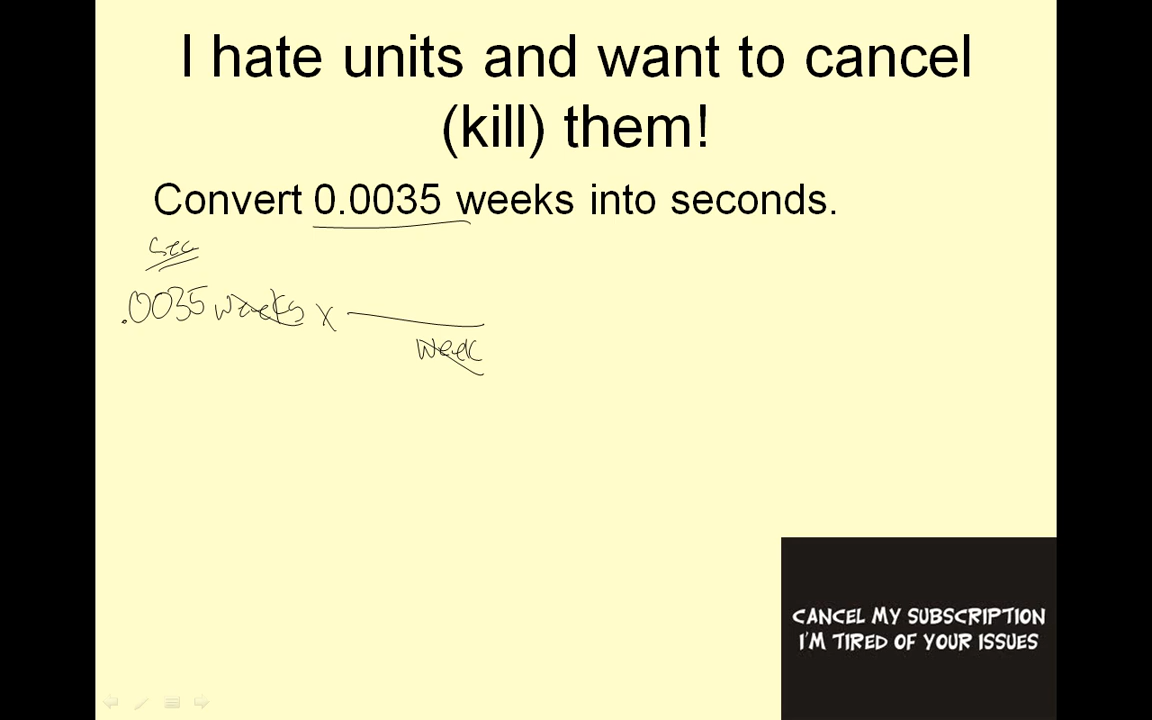 I hate units and want to cancel
(kill) them!
Convert 0.0035 weeks into seconds.
sec
.0035 weeks x
week
CANCEL MY SUBSCRIPTION
I'M TIRED OF YOUR ISSUES